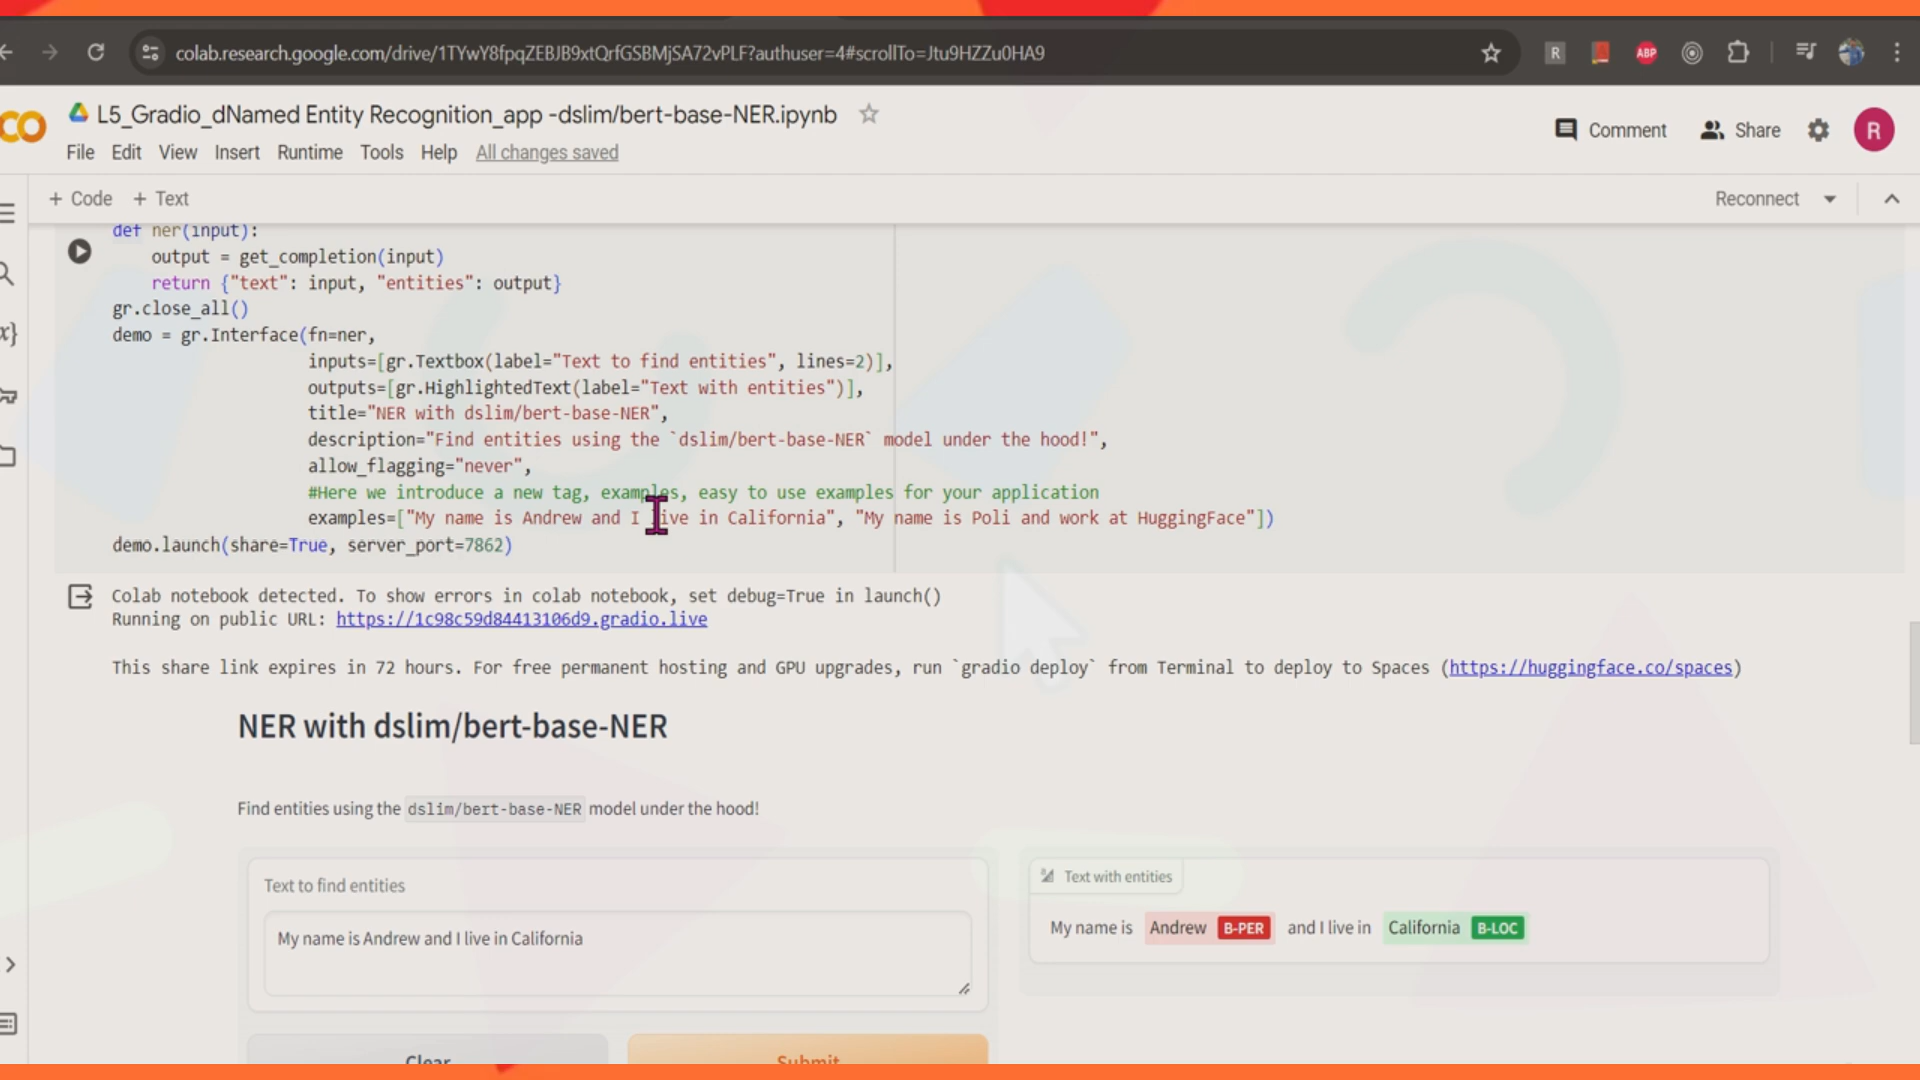 colab.research.google.com/drive/1TYwY8fpqZEBJB9xtQrfGSBMjSA72vPLF?authuser=4#scrollTo=Jtu9HZZu0HA9
R
ABP
CO
L5_Gradio_dNamed Entity Recognition_app -dslim/bert-base-NER.ipynb
Comment
Share
R
File Edit View Insert Runtime Tools Help All changes saved
+ Code + Text
Reconnect
def ner(input):
    output = get_completion(input)
    return {"text": input, "entities": output}
gr.close_all()
demo = gr.Interface(fn=ner,
                    inputs=[gr.Textbox(label="Text to find entities", lines=2)],
                    outputs=[gr.HighlightedText(label="Text with entities")],
                    title="NER with dslim/bert-base-NER",
                    description="Find entities using the `dslim/bert-base-NER` model under the hood!",
                    allow_flagging="never",
                    #Here we introduce a new tag, examples, easy to use examples for your application
                    examples=["My name is Andrew and I live in California", "My name is Poli and work at HuggingFace"])
demo.launch(share=True, server_port=7862)
Colab notebook detected. To show errors in colab notebook, set debug=True in launch()
Running on public URL: https://1c98c59d84413106d9.gradio.live
This share link expires in 72 hours. For free permanent hosting and GPU upgrades, run `gradio deploy` from Terminal to deploy to Spaces (https://huggingface.co/spaces)
NER with dslim/bert-base-NER
Find entities using the dslim/bert-base-NER model under the hood!
Text to find entities
My name is Andrew and I live in California
Text with entities
My name is Andrew B-PER and I live in California B-LOC
Clear
Submit